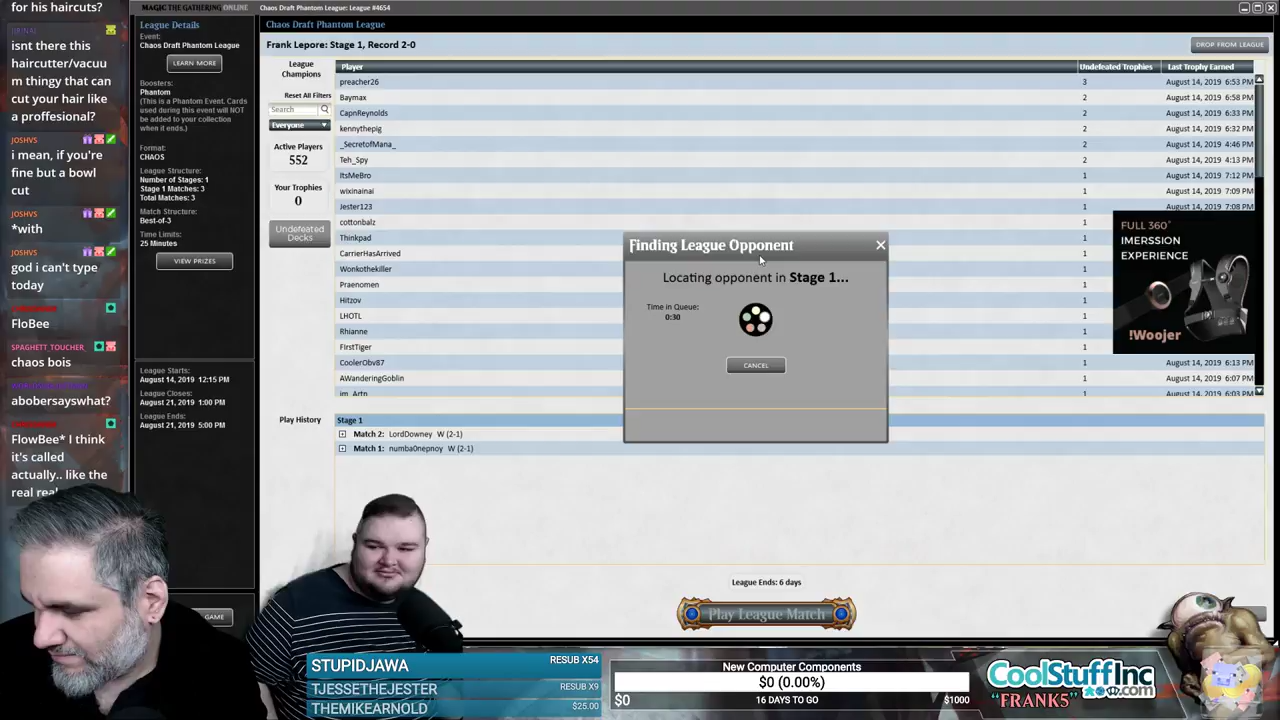 for his haircuts?
isnt there this
haircutter/vacuu
m thingy that can
cut your hair like
a professional?
JOSHVS
i mean, if you're
fine but a bowl
cut
JOSHVS
*with
JOSHVS
god i can't type
today
FloBee
SPAGHETT TOUCHER_
chaos bois
abobersayswhat?
FlowBee* I think
it's called
actually.. like the
real real
MAGIC THE GATHERING ONLINE
Chaos Draft Phantom League: League #4654
League Details
Event:
Chaos Draft Phantom League
LEARN MORE
Boosters:
Phantom
(This is a Phantom Event. Cards
used during this event will NOT
be added to your collection
when it ends.)
Format:
CHAOS
League Structure:
Number of Stages: 1
Stage 1 Matches: 3
Total Matches: 3
Match Structure:
Best-of-3
Time Limits:
25 Minutes
VIEW PRIZES
League Starts:
August 14, 2019 12:15 PM
League Closes:
August 21, 2019 1:00 PM
League Ends:
August 21, 2019 5:00 PM
GAME
Chaos Draft Phantom League
Frank Lepore: Stage 1, Record 2-0
DROP FROM LEAGUE
League
Champions
Reset All Filters
Search
Everyone
Active Players
552
Your Trophies
0
Undefeated
Decks
Player Undefeated Trophies Last Trophy Earned
preacher26 3 August 14, 2019 6:53 PM
Baymax 2 August 14, 2019 6:58 PM
CapnReynolds 2 August 14, 2019 6:33 PM
kennythepig 2 August 14, 2019 6:32 PM
_SecretofMana_ 2 August 14, 2019 4:46 PM
Teh_Spy 2 August 14, 2019 4:13 PM
ItsMeBro 1 August 14, 2019 7:12 PM
wixinainai 1 August 14, 2019 7:09 PM
Jester123 1 August 14, 2019 7:08 PM
cottonbalz 1
Thinkpad 1
CarrierHasArrived 1
Wonkothekiller 1
Praenomen 1
Hitzov 1
LHOTL 1
Rhianne 1
FirstTiger 1
CoolerObv87 1 August 14, 2019 6:13 PM
AWanderingGoblin 1 August 14, 2019 6:07 PM
im_Artn 1 August 14, 2019 6:03 PM
Finding League Opponent
Locating opponent in Stage 1...
Time in Queue:
0:30
CANCEL
FULL 360°
IMERSSION
EXPERIENCE
!Woojer
Play History
Stage 1
Match 2: LordDowney W (2-1)
Match 1: numba0nepnoy W (2-1)
League Ends: 6 days
Play League Match
STUPIDJAWA RESUB X54
TJESSETHEJESTER RESUB X9
THEMIKEARNOLD $25.00
New Computer Components
$0 (0.00%)
$0 16 DAYS TO GO $1000
CoolStuffInc
.com
"FRANK5"